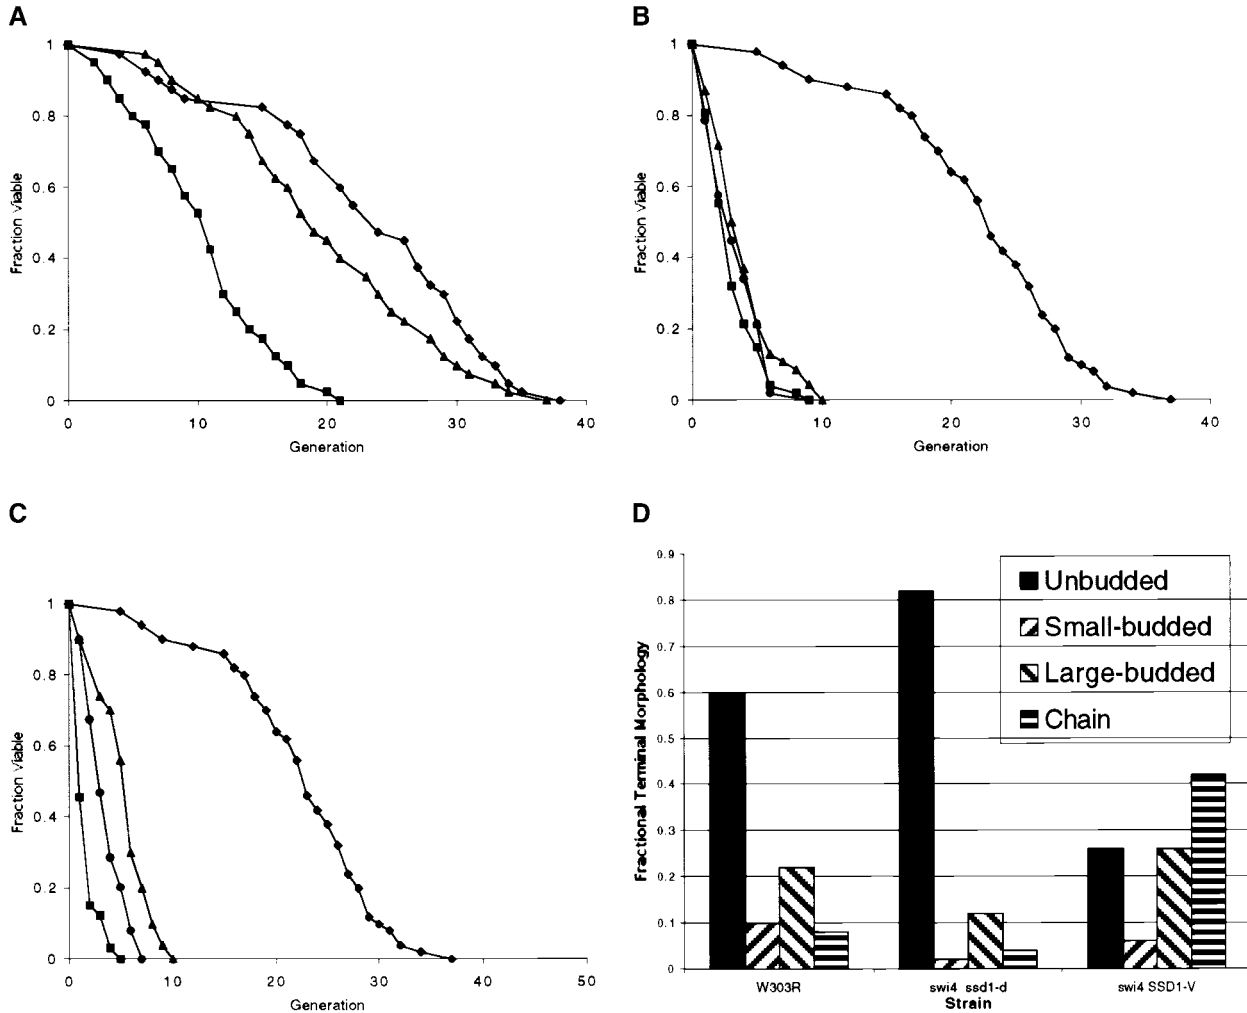 A
1
0.8
0.6
0.4
0.2
0
Fraction Viable
0 10 20 30 40
Generation
B
1
0.8
0.6
0.4
0.2
0
Fraction Viable
0 10 20 30 40
Generation
C
1
0.8
0.6
0.4
0.2
0
Fraction Viable
0 10 20 30 40 50
Generation
D
0.9
0.8
0.7
0.6
0.5
0.4
0.3
0.2
0.1
0
Fractional Terminal Morphology
Unbudded
Small-budded
Large-budded
Chain
W303R swi4 ssd1-d swi4 SSD1-V
Strain